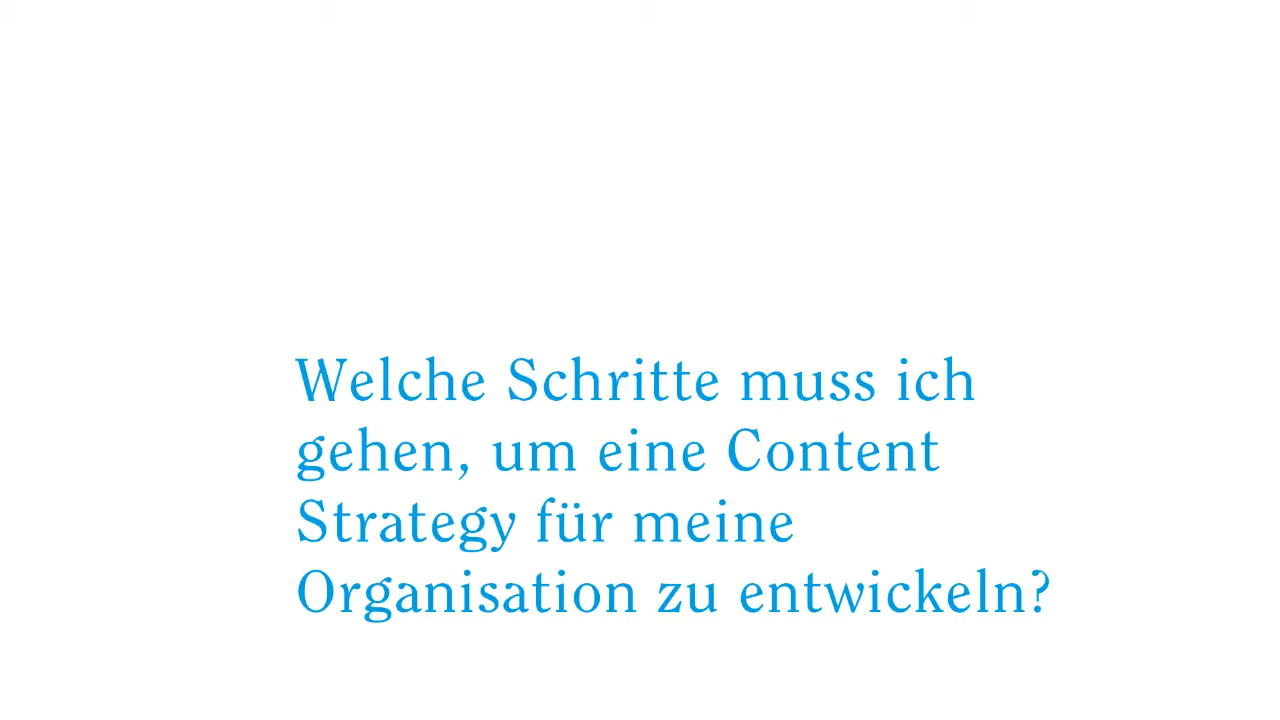 Welche Schritte muss ich
gehen, um eine Content
Strategy für meine
Organisation zu entwickeln?